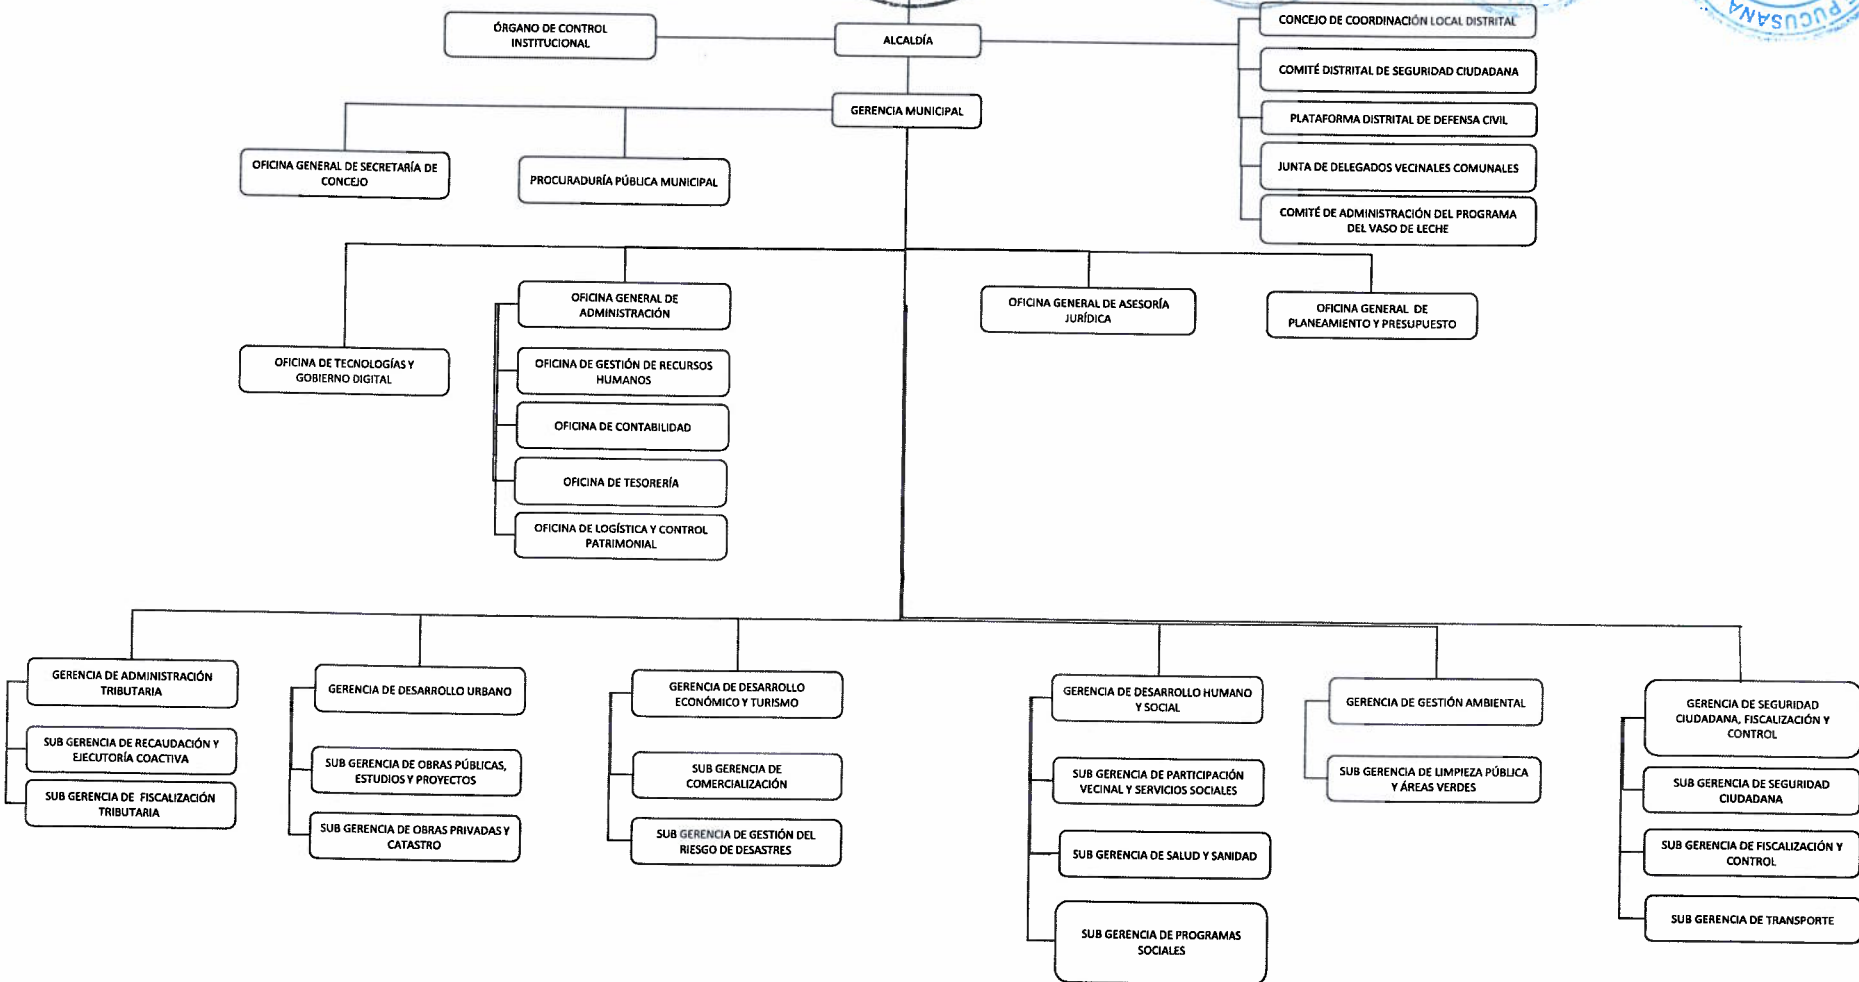 ÓRGANO DE CONTROL
INSTITUCIONAL
ALCALDÍA
CONCEJO DE COORDINACIÓN LOCAL DISTRITAL
COMITÉ DISTRITAL DE SEGURIDAD CIUDADANA
PLATAFORMA DISTRITAL DE DEFENSA CIVIL
JUNTA DE DELEGADOS VECINALES COMUNALES
COMITÉ DE ADMINISTRACIÓN DEL PROGRAMA
DEL VASO DE LECHE
PUCUSANA
GERENCIA MUNICIPAL
OFICINA GENERAL DE SECRETARÍA DE
CONCEJO
PROCURADURÍA PÚBLICA MUNICIPAL
OFICINA DE TECNOLOGÍAS Y
GOBIERNO DIGITAL
OFICINA GENERAL DE
ADMINISTRACIÓN
OFICINA DE GESTIÓN DE RECURSOS
HUMANOS
OFICINA DE CONTABILIDAD
OFICINA DE TESORERÍA
OFICINA DE LOGÍSTICA Y CONTROL
PATRIMONIAL
OFICINA GENERAL DE ASESORÍA
JURÍDICA
OFICINA GENERAL DE
PLANEAMIENTO Y PRESUPUESTO
GERENCIA DE ADMINISTRACIÓN
TRIBUTARIA
SUB GERENCIA DE RECAUDACIÓN Y
EJECUTORÍA COACTIVA
SUB GERENCIA DE FISCALIZACIÓN
TRIBUTARIA
GERENCIA DE DESARROLLO URBANO
SUB GERENCIA DE OBRAS PÚBLICAS,
ESTUDIOS Y PROYECTOS
SUB GERENCIA DE OBRAS PRIVADAS Y
CATASTRO
GERENCIA DE DESARROLLO
ECONÓMICO Y TURISMO
SUB GERENCIA DE
COMERCIALIZACIÓN
SUB GERENCIA DE GESTIÓN DEL
RIESGO DE DESASTRES
GERENCIA DE DESARROLLO HUMANO
Y SOCIAL
SUB GERENCIA DE PARTICIPACIÓN
VECINAL Y SERVICIOS SOCIALES
SUB GERENCIA DE SALUD Y SANIDAD
SUB GERENCIA DE PROGRAMAS
SOCIALES
GERENCIA DE GESTIÓN AMBIENTAL
SUB GERENCIA DE LIMPIEZA PÚBLICA
Y ÁREAS VERDES
GERENCIA DE SEGURIDAD
CIUDADANA, FISCALIZACIÓN Y
CONTROL
SUB GERENCIA DE SEGURIDAD
CIUDADANA
SUB GERENCIA DE FISCALIZACIÓN Y
CONTROL
SUB GERENCIA DE TRANSPORTE